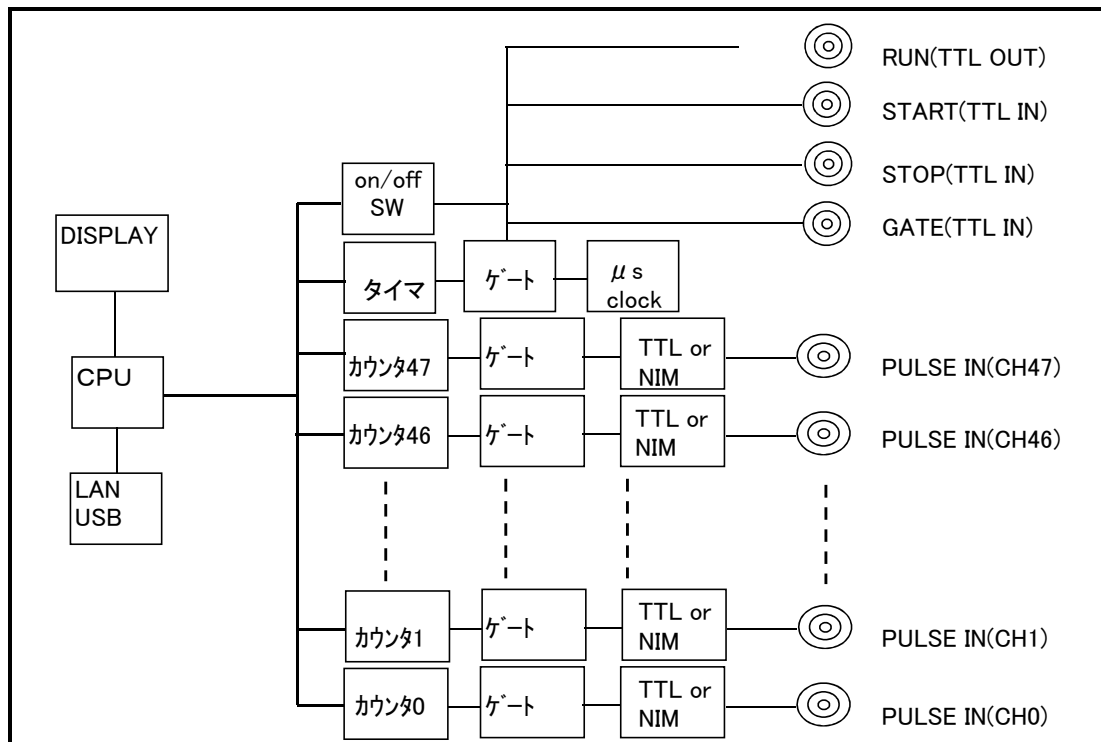 RUN(TTL OUT)
START(TTL IN)
on/off
SW
STOP(TTL IN)
DISPLAY
GATE(TTL IN)
タイマ
ｹﾞｰﾄ
μs
clock
CPU
ｶｳﾝﾀ47
ｹﾞｰﾄ
TTL or
NIM
PULSE IN(CH47)
ｶｳﾝﾀ46
ｹﾞｰﾄ
TTL or
NIM
PULSE IN(CH46)
LAN
USB
ｶｳﾝﾀ1
ｹﾞｰﾄ
TTL or
NIM
PULSE IN(CH1)
ｶｳﾝﾀ0
ｹﾞｰﾄ
TTL or
NIM
PULSE IN(CH0)